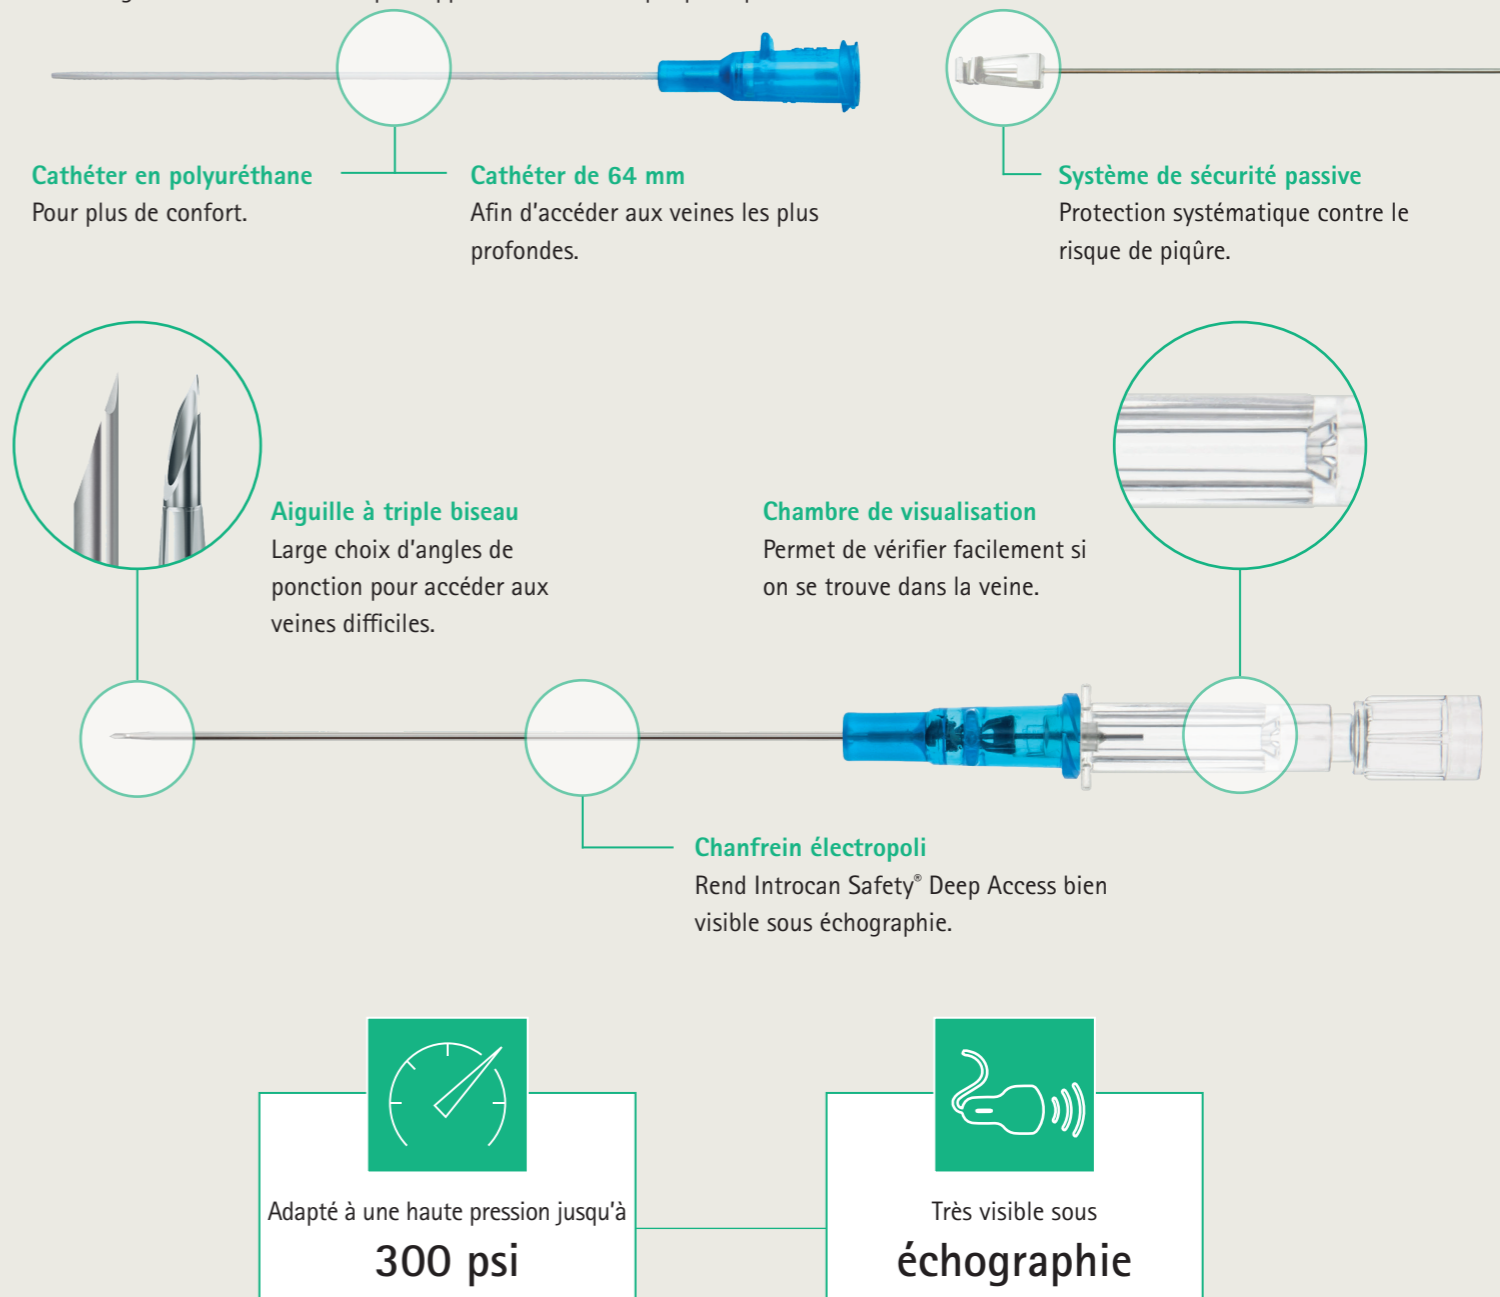 Cathéter en polyuréthane
Pour plus de confort.
Cathéter de 64 mm
Afin d'accéder aux veines les plus
profondes.
Système de sécurité passive
Protection systématique contre le
risque de piqûre.
Aiguille à triple biseau
Large choix d'angles de
ponction pour accéder aux
veines difficiles.
Chambre de visualisation
Permet de vérifier facilement si
on se trouve dans la veine.
Chanfrein électropoli
Rend Introcan Safety® Deep Access bien
visible sous échographie.
Adapté à une haute pression jusqu'à
300 psi
Très visible sous
échographie